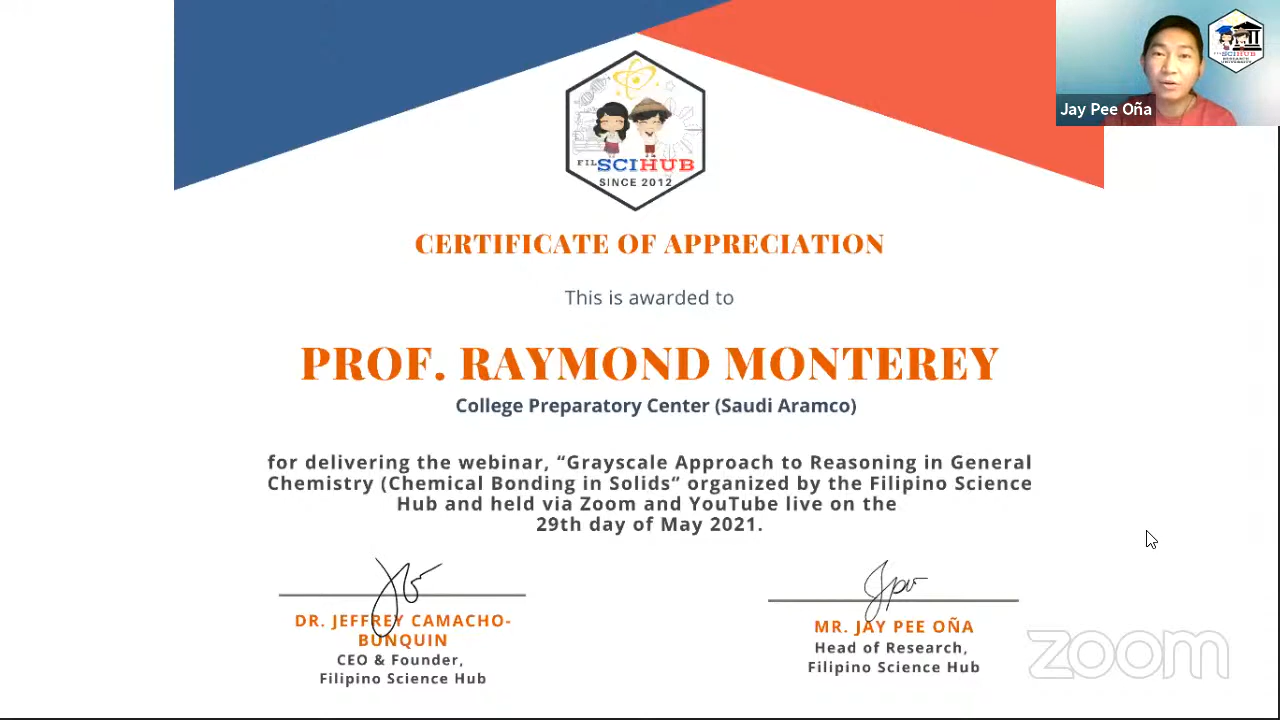 Jay Pee Oña
FILSCIHUB
SINCE 2012
CERTIFICATE OF APPRECIATION
This is awarded to
PROF. RAYMOND MONTEREY
College Preparatory Center (Saudi Aramco)
for delivering the webinar, “Grayscale Approach to Reasoning in General
Chemistry (Chemical Bonding in Solids” organized by the Filipino Science
Hub and held via Zoom and YouTube live on the
29th day of May 2021.
DR. JEFFREY CAMACHO-
BUNQUIN
CEO & Founder,
Filipino Science Hub
MR. JAY PEE OÑA
Head of Research,
Filipino Science Hub
zoom